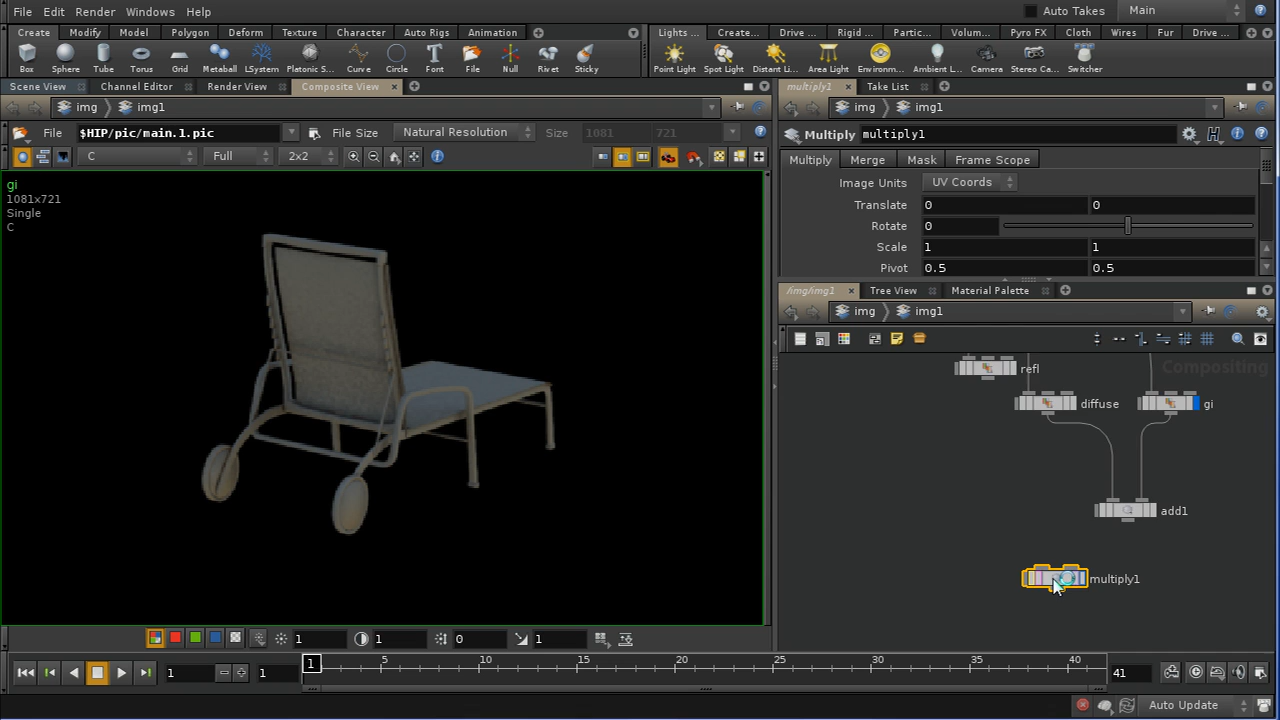 File Edit Render Windows Help Auto Takes Main
Create Modify Model Polygon Deform Texture Character Auto Rigs Animation Lights ... Create... Drive ... Rigid ... Partic... Volum... Pyro FX Cloth Wires Fur Drive ...
Box Sphere Tube Torus Grid Metaball LSystem Platonic S... Curve Circle Font File Null Rivet Sticky Point Light Spot Light Distant Li... Area Light Environm... Ambient L... Camera Stereo Ca... Switcher
Scene View Channel Editor Render View Composite View multiply1 Take List
img img1 img img1
File $HIP/pic/main.1.pic File Size Natural Resolution Size 1081 721 Multiply multiply1
C Full 2x2 Multiply Merge Mask Frame Scope
gi
1081x721
Single
C
Image Units UV Coords
Translate 0 0
Rotate 0
Scale 1 1
Pivot 0.5 0.5
/img/img1 Tree View Material Palette
img img1
Compositing
refl
diffuse gi
add1
multiply1
1 1 0 1
1 1 1 5 10 15 20 25 30 35 40 41
Auto Update